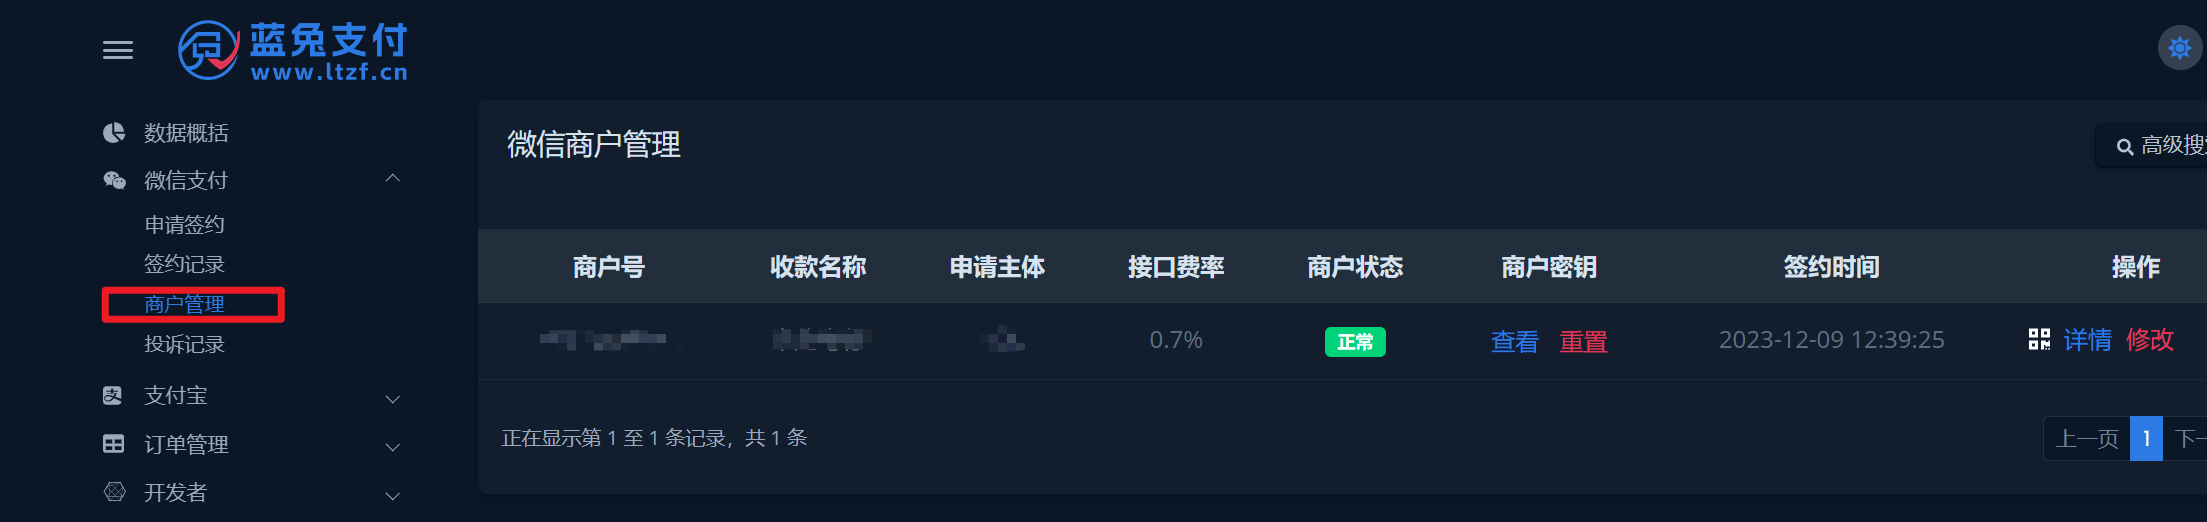 蓝兔支付
www.ltzf.cn
数据概括
微信支付
申请签约
签约记录
商户管理
投诉记录
支付宝
订单管理
开发者
微信商户管理
高级搜
商户号 收款名称 申请主体 接口费率 商户状态 商户密钥 签约时间 操作
0.7% 正常 查看 重置 2023-12-09 12:39:25 详情 修改
正在显示第 1 至 1 条记录，共 1 条
上一页 1 下一